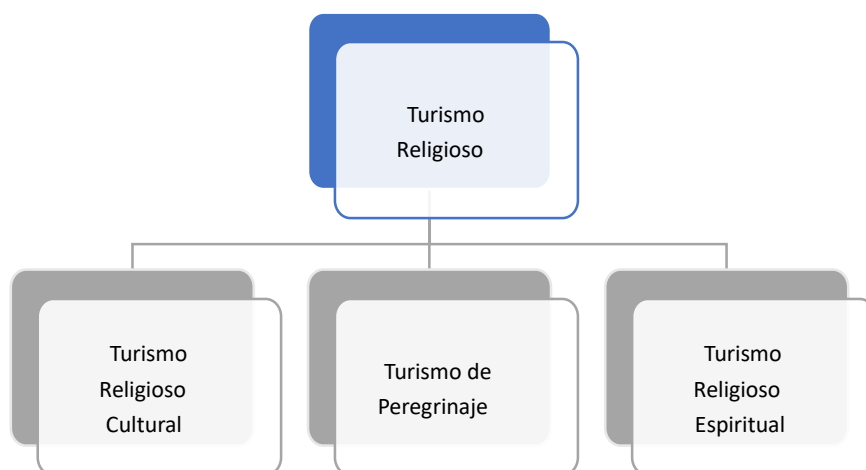 Turismo
Religioso
Turismo
Religioso
Cultural
Turismo de
Peregrinaje
Turismo
Religioso
Espiritual